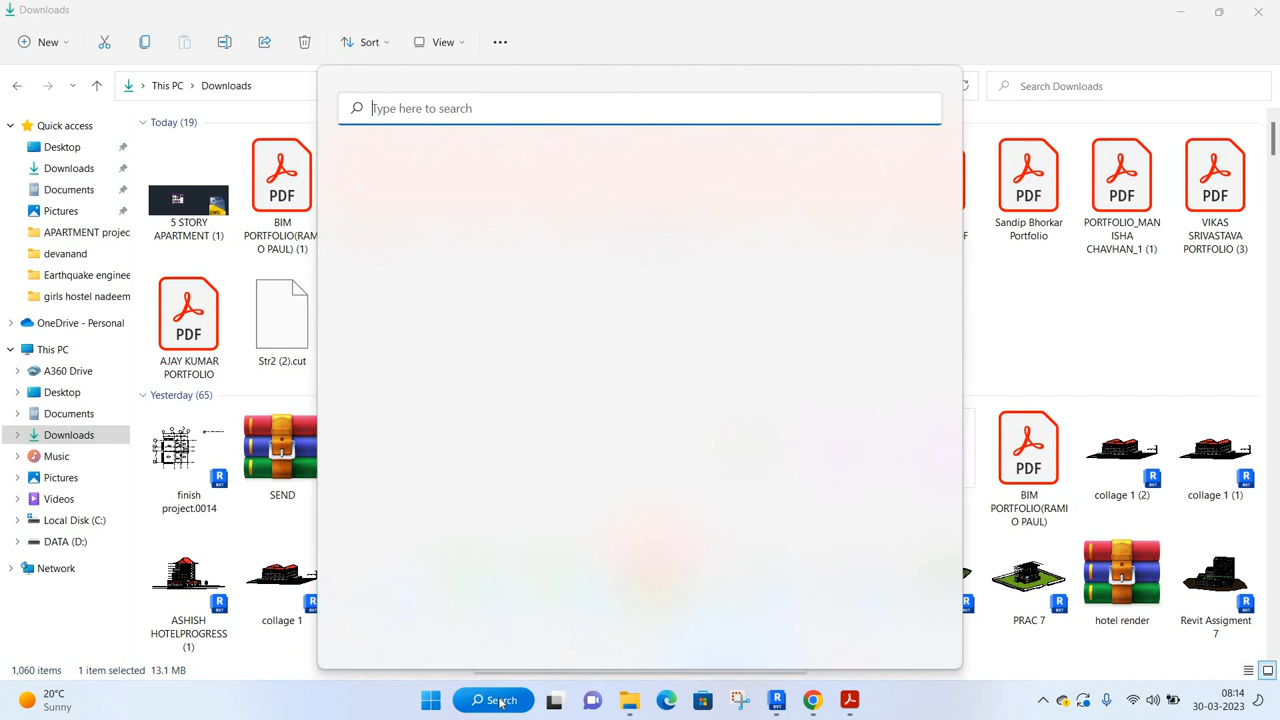 Downloads
New
Sort
View
This PC
Downloads
Search Downloads
Type here to search
Quick access
Desktop
Downloads
Documents
Pictures
APARTMENT projec
devanand
Earthquake enginee
girls hostel nadeem
OneDrive - Personal
This PC
A360 Drive
Desktop
Documents
Downloads
Music
Pictures
Videos
Local Disk (C:)
DATA (D:)
Network
Today (19)
5 STORY
APARTMENT (1)
PDF
BIM
PORTFOLIO(RAM
O PAUL) (1)
F
PDF
Sandip Bhorkar
Portfolio
PDF
PORTFOLIO_MAN
ISHA
CHAVHAN_1 (1)
PDF
VIKAS
SRIVASTAVA
PORTFOLIO (3)
PDF
AJAY KUMAR
PORTFOLIO
Str2 (2).cut
Yesterday (65)
finish
project.0014
SEND
PDF
BIM
PORTFOLIO(RAMI
O PAUL)
collage 1 (2)
collage 1 (1)
ASHISH
HOTELPROGRESS
(1)
collage 1
PRAC 7
hotel render
Revit Assigment
7
1,060 items 1 item selected 13.1 MB
20°C
Sunny
Search
08:14
30-03-2023